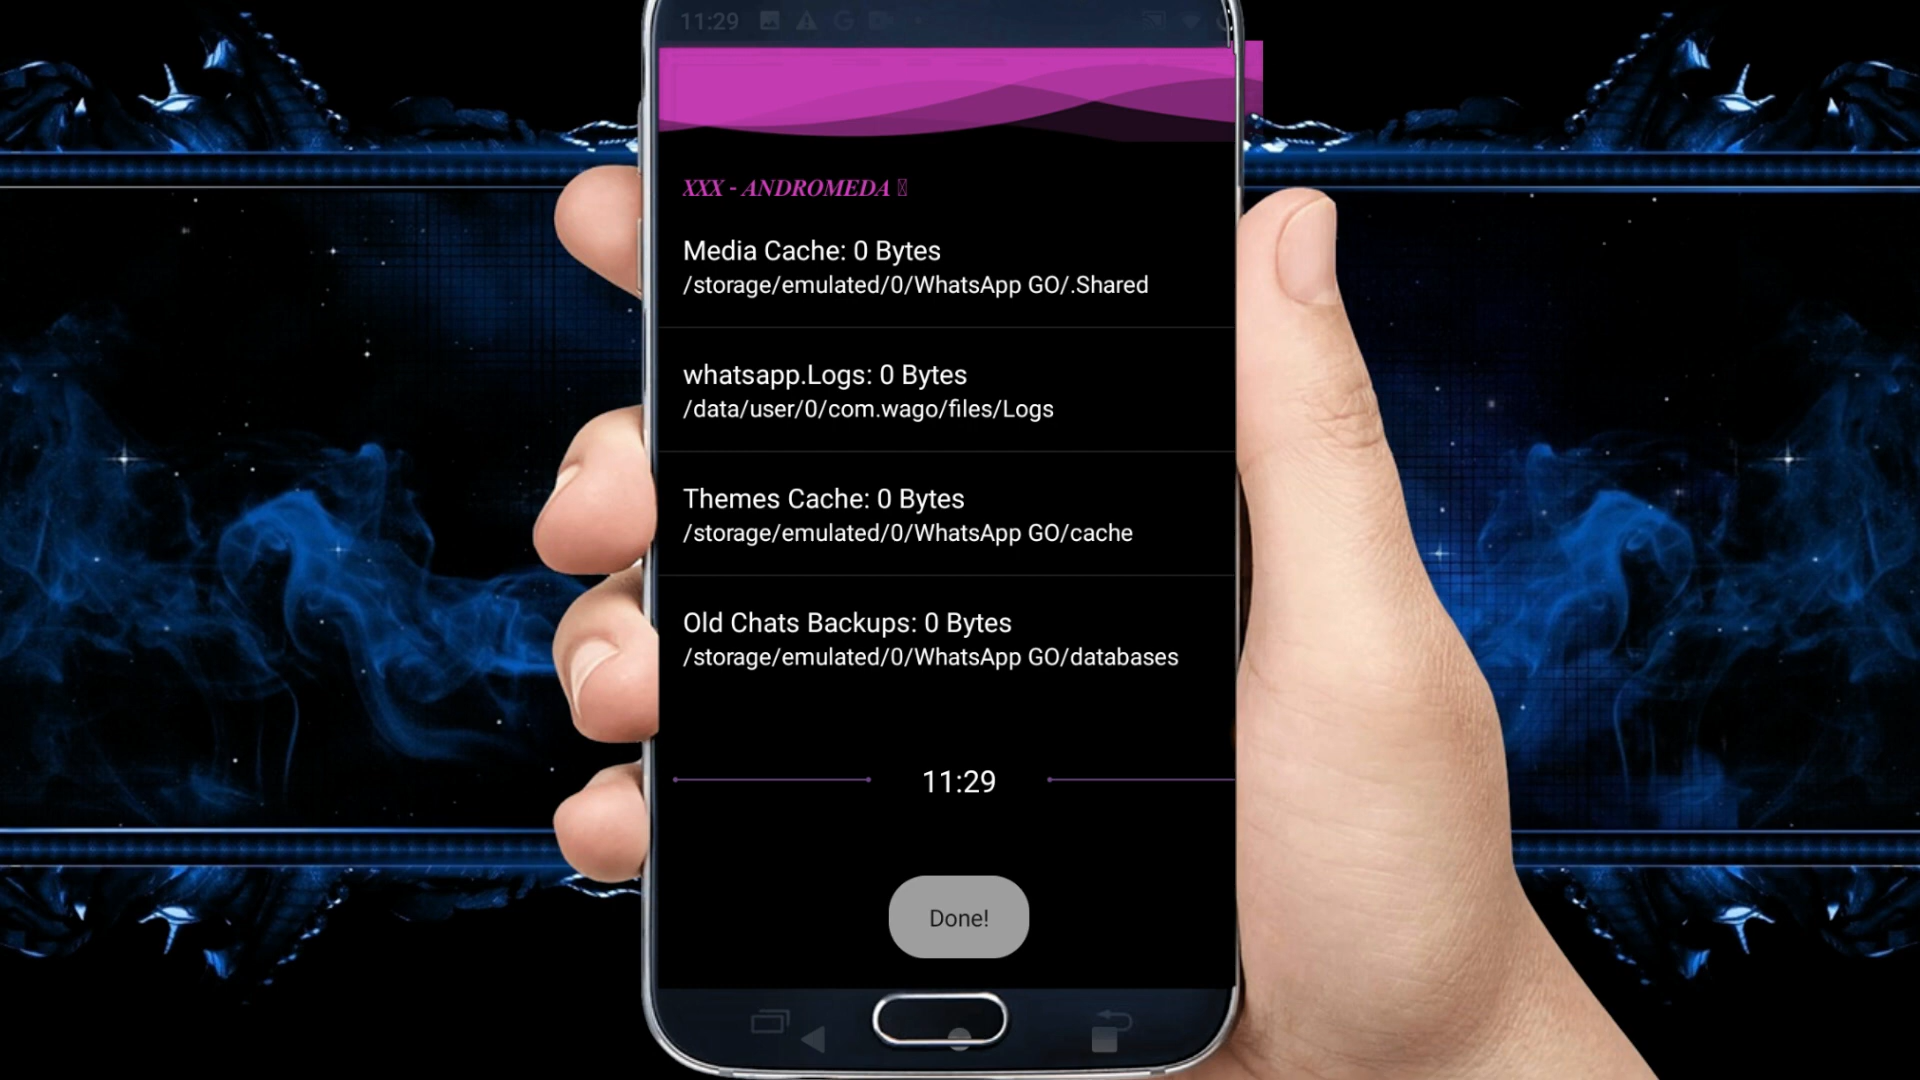 11:29
XXX - ANDROMEDA
Media Cache: 0 Bytes
/storage/emulated/0/WhatsApp GO/.Shared
whatsapp.Logs: 0 Bytes
/data/user/0/com.wago/files/Logs
Themes Cache: 0 Bytes
/storage/emulated/0/WhatsApp GO/cache
Old Chats Backups: 0 Bytes
/storage/emulated/0/WhatsApp GO/databases
11:29
Done!